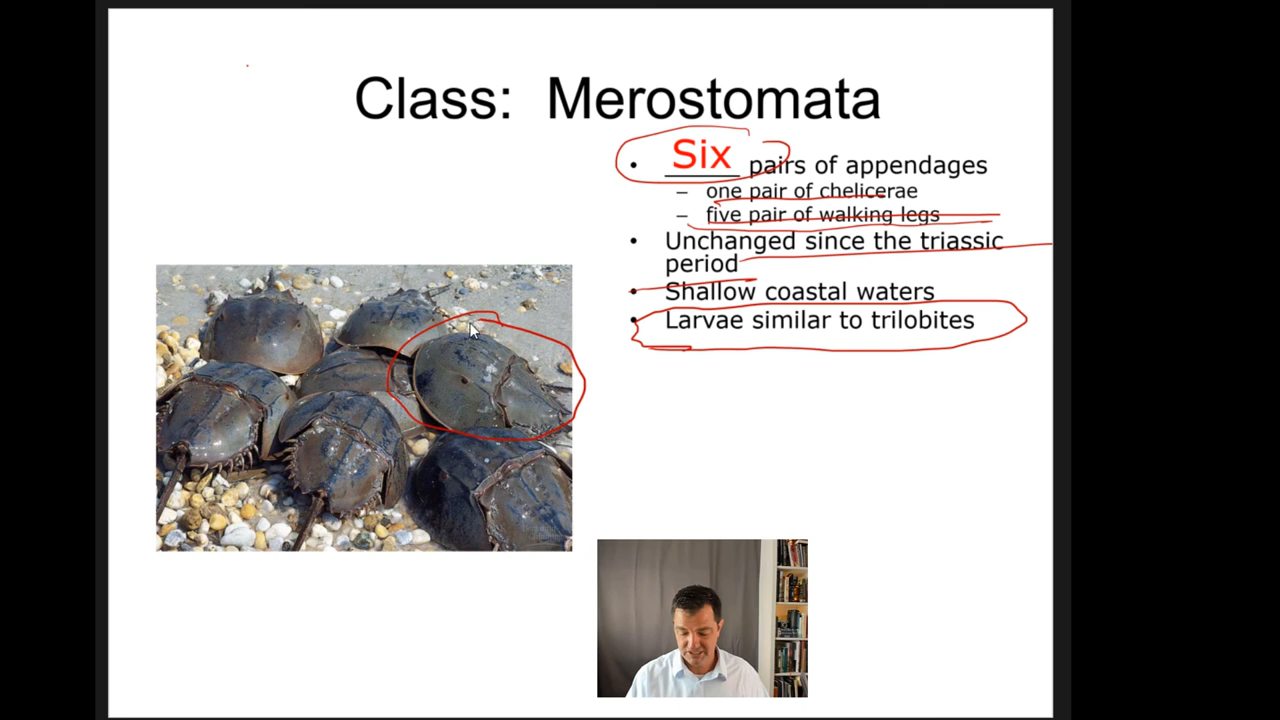 Class: Merostomata
• Six pairs of appendages
– one pair of chelicerae
– five pair of walking legs
• Unchanged since the triassic
period
• Shallow coastal waters
• Larvae similar to trilobites